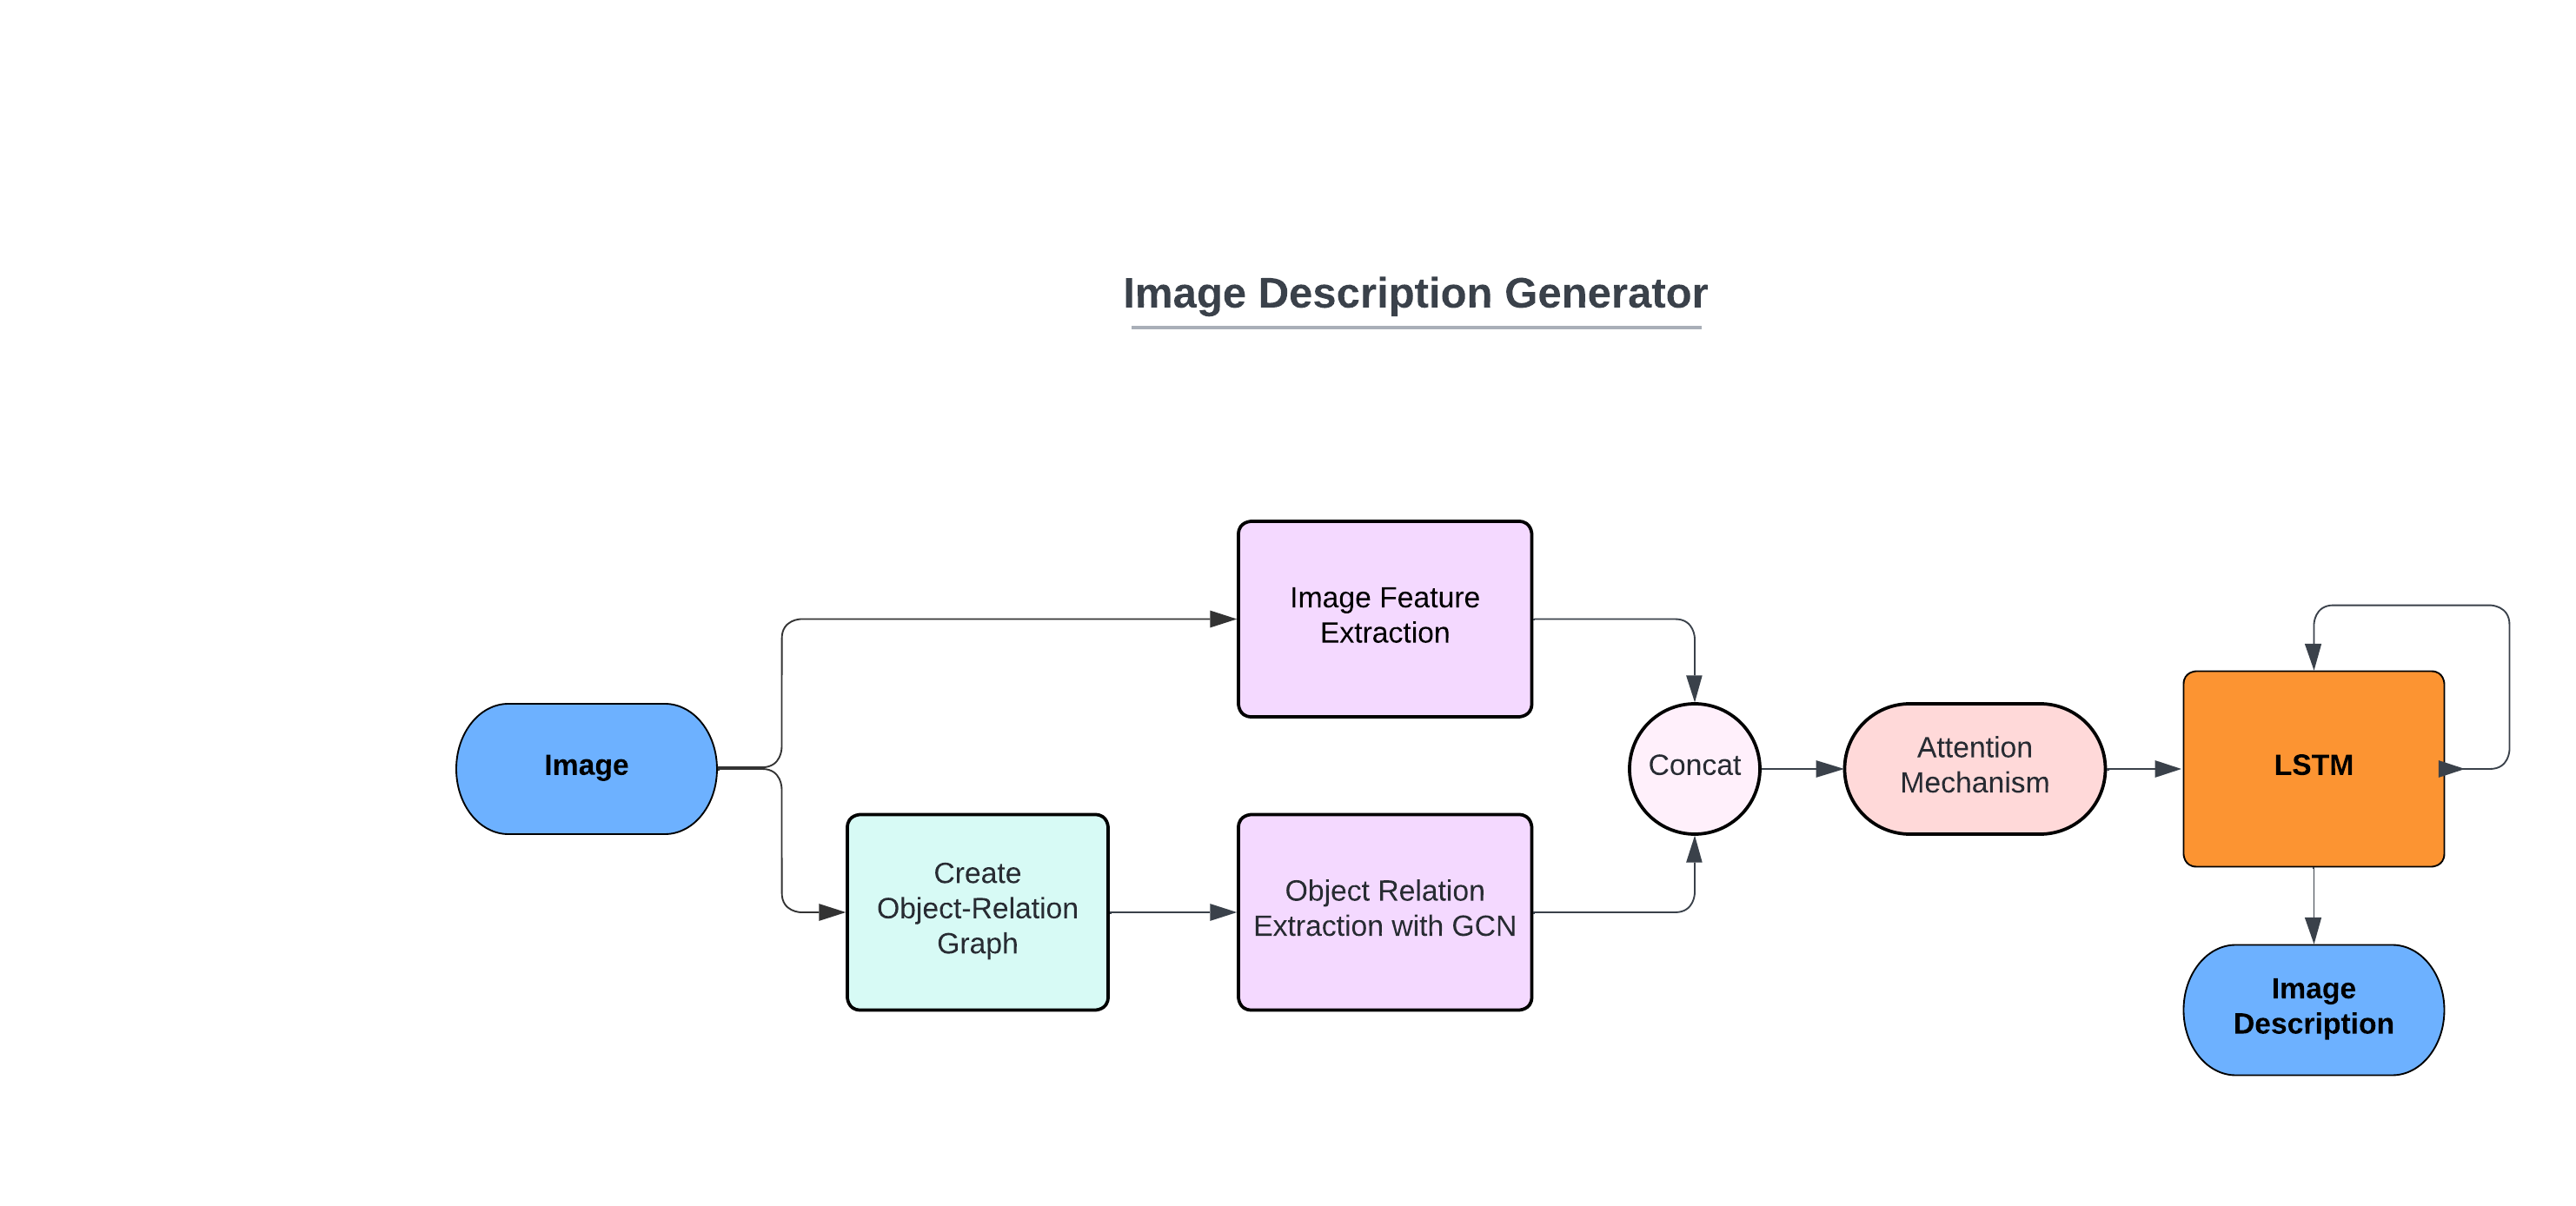 Image Description Generator
Image Feature
Extraction
Image
Create
Object-Relation
Graph
Object Relation
Extraction with GCN
Concat
Attention
Mechanism
LSTM
Image
Description